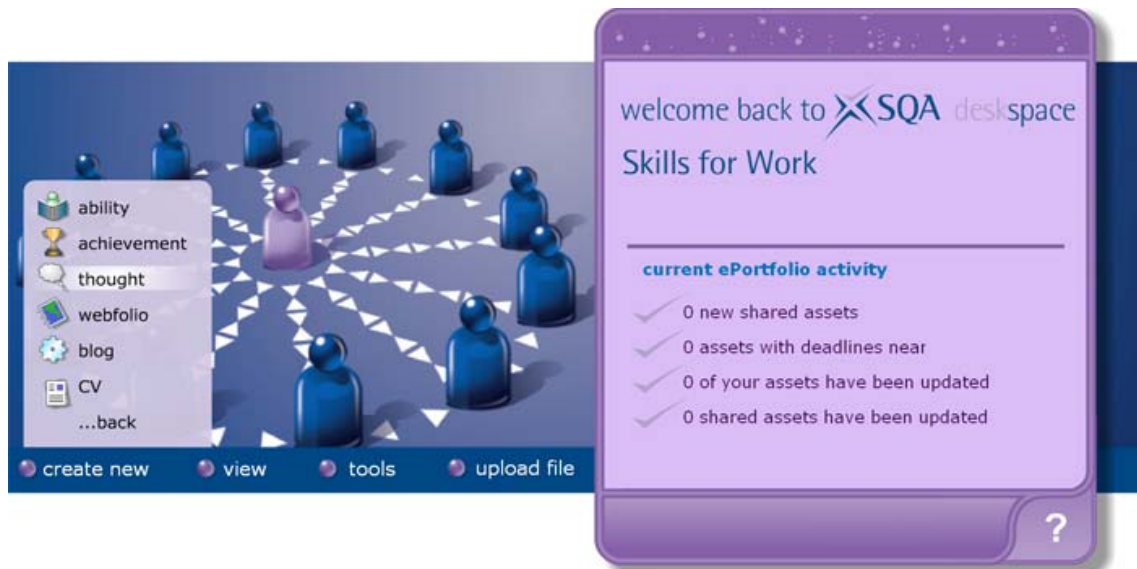 ability
achievement
thought
webfolio
blog
CV
...back
create new
view
tools
upload file
welcome back to SQA deskspace
Skills for Work
current ePortfolio activity
0 new shared assets
0 assets with deadlines near
0 of your assets have been updated
0 shared assets have been updated
?